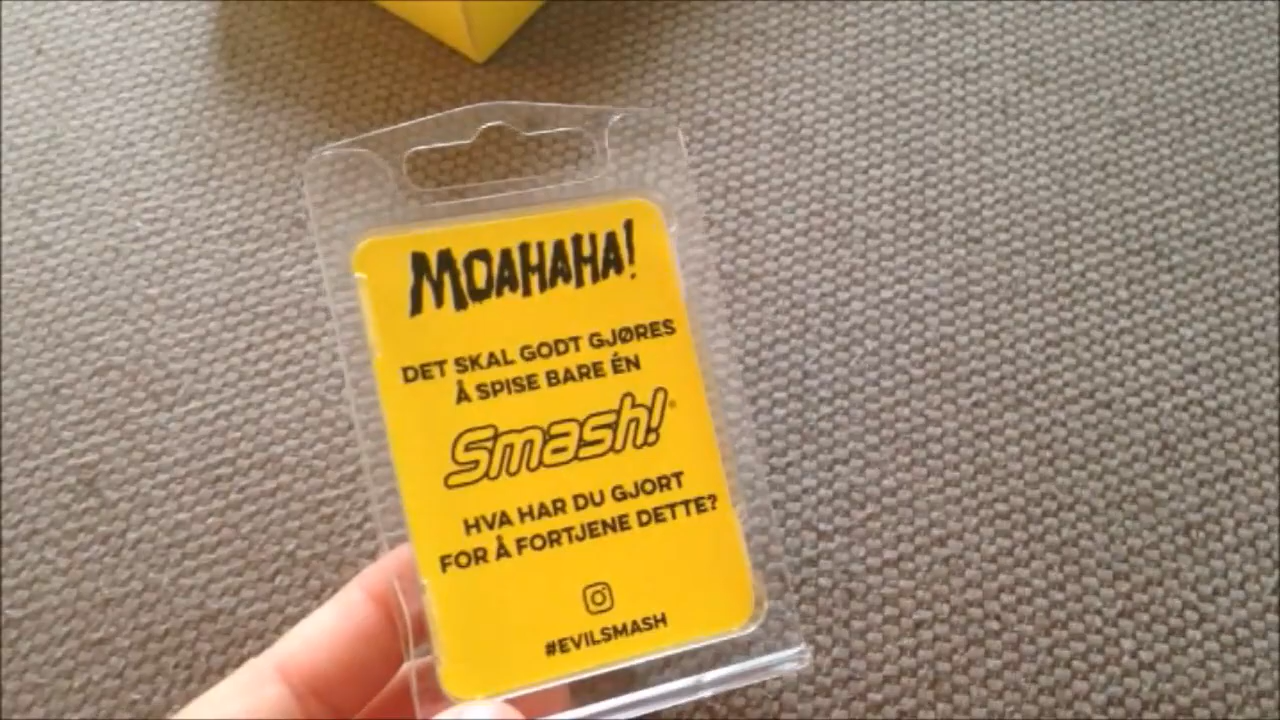 MOAHAHA!
DET SKAL GODT GJØRES
Å SPISE BARE ÉN
Smash!
HVA HAR DU GJORT
FOR Å FORTJENE DETTE?
#EVILSMASH